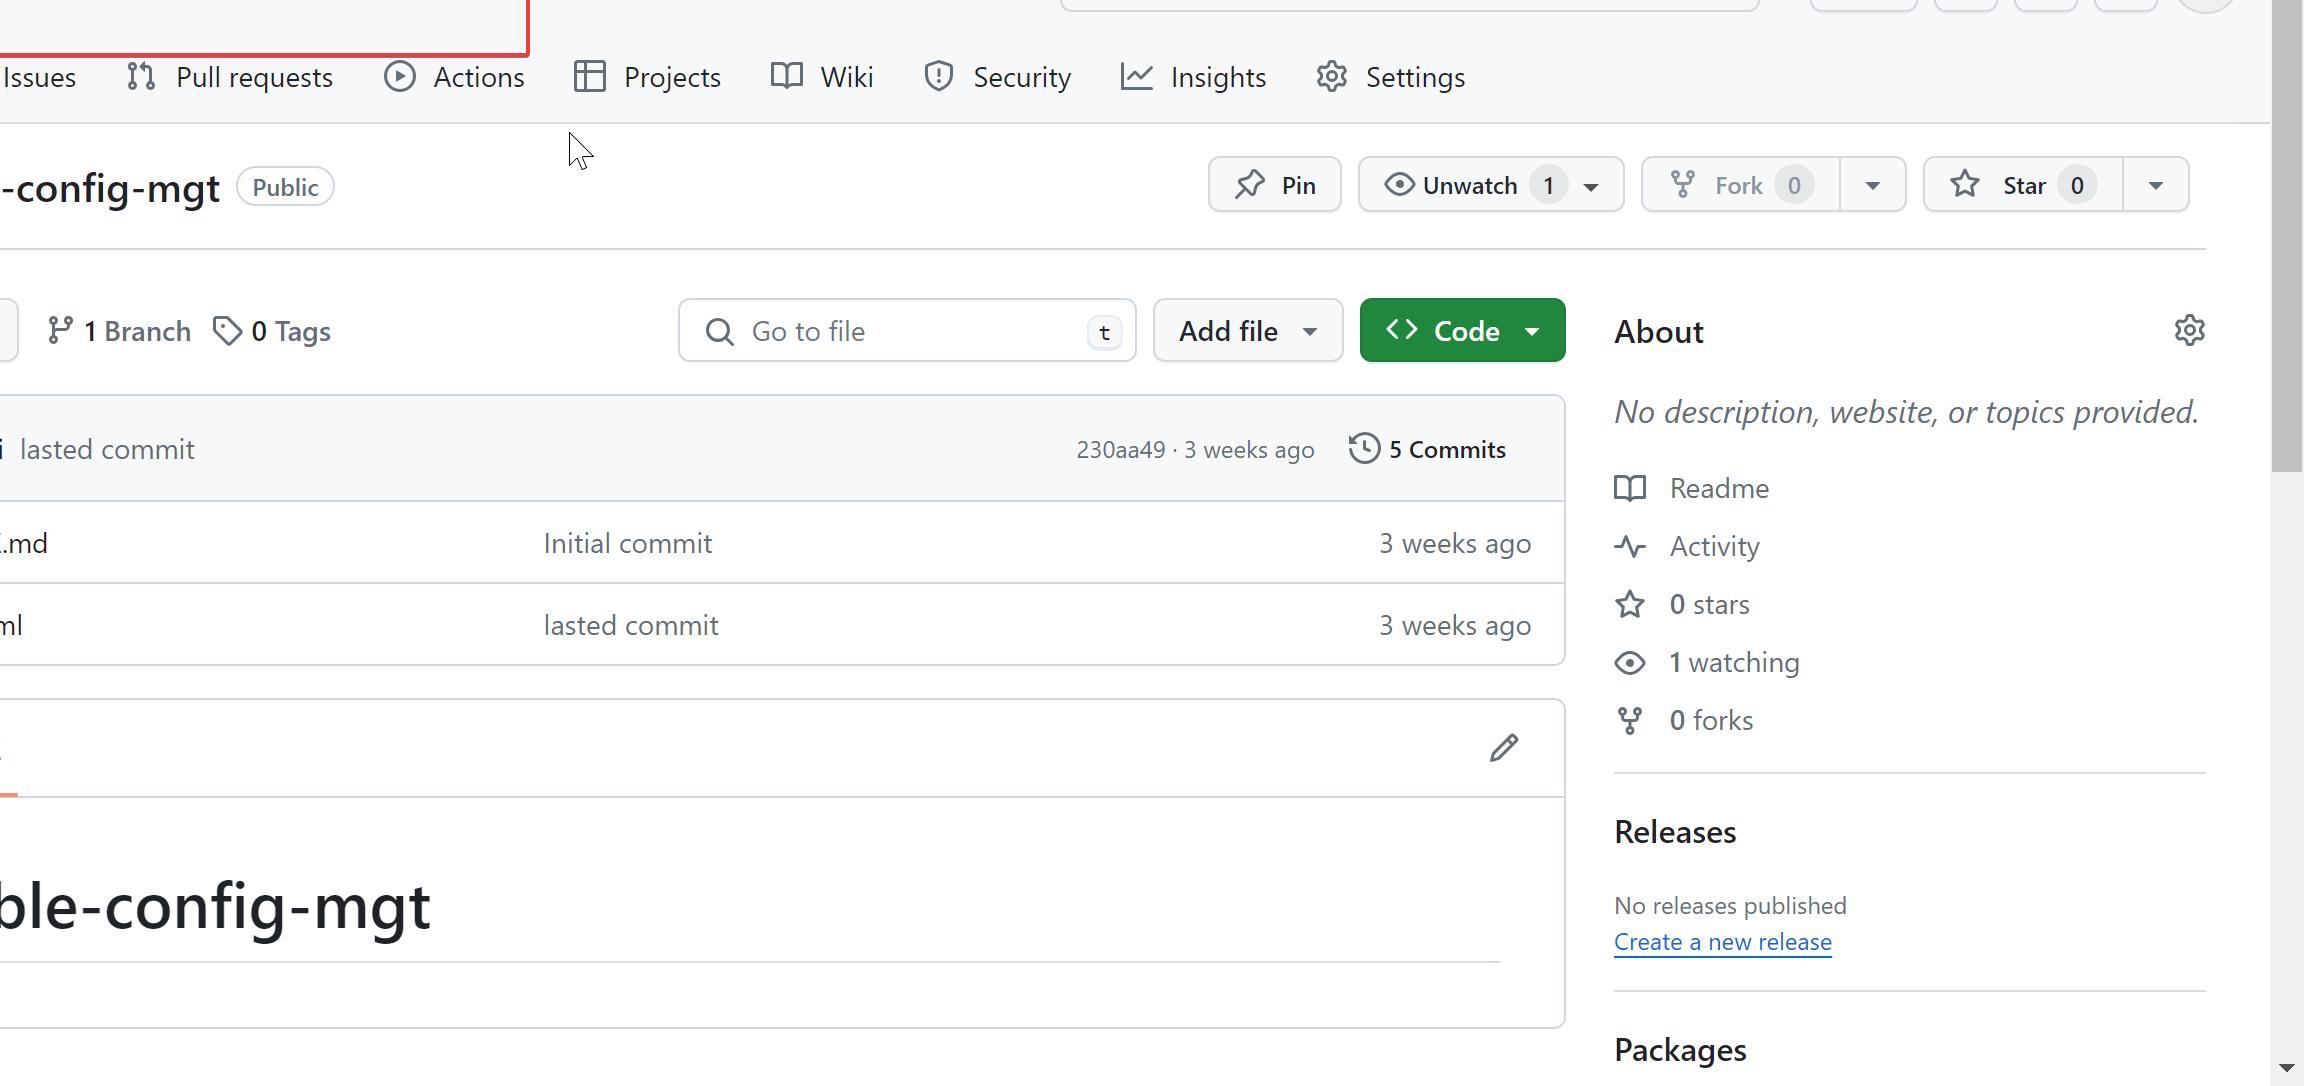 Issues Pull requests Actions Projects Wiki Security Insights Settings
-config-mgt Public Pin Unwatch 1 Fork 0 Star 0
1 Branch 0 Tags Go to file t Add file Code About
No description, website, or topics provided.
lasted commit 230aa49 · 3 weeks ago 5 Commits
Readme
.md Initial commit 3 weeks ago
Activity
0 stars
ml lasted commit 3 weeks ago
1 watching
0 forks
Releases
ble-config-mgt
No releases published
Create a new release
Packages